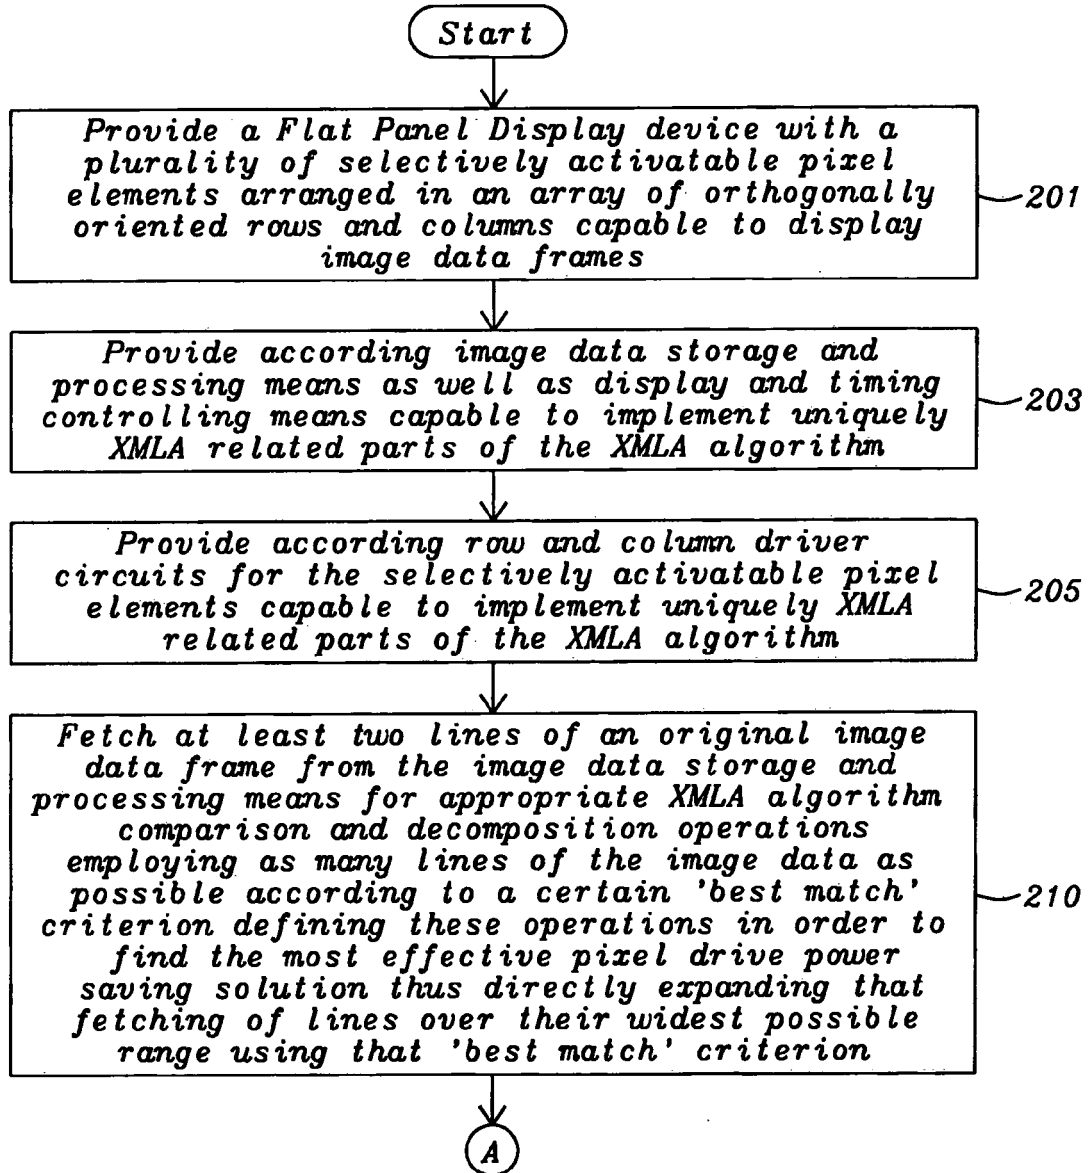 Start
Provide a Flat Panel Display device with a
plurality of selectively activatable pixel
elements arranged in an array of orthogonally
oriented rows and columns capable to display
image data frames
201
Provide according image data storage and
processing means as well as display and timing
controlling means capable to implement uniquely
XMLA related parts of the XMLA algorithm
203
Provide according row and column driver
circuits for the selectively activatable pixel
elements capable to implement uniquely XMLA
related parts of the XMLA algorithm
205
Fetch at least two lines of an original image
data frame from the image data storage and
processing means for appropriate XMLA algorithm
comparison and decomposition operations
employing as many lines of the image data as
possible according to a certain 'best match'
criterion defining these operations in order to
find the most effective pixel drive power
saving solution thus directly expanding that
fetching of lines over their widest possible
range using that 'best match' criterion
210
A